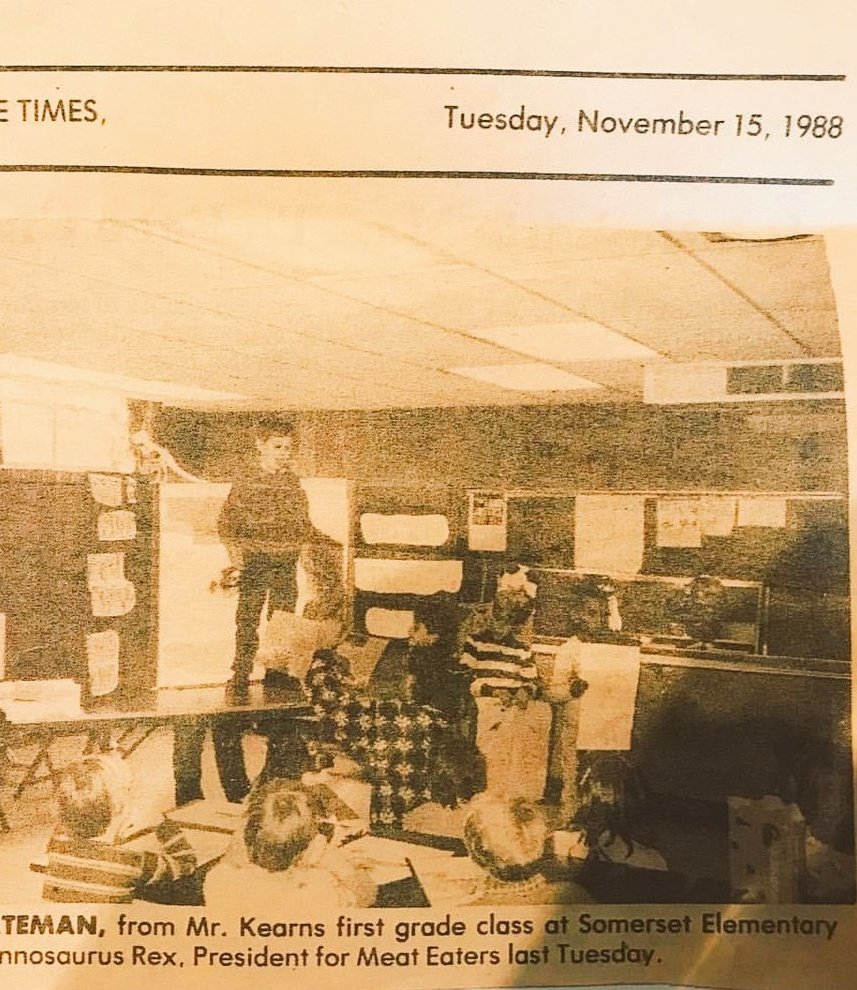 E TIMES,
Tuesday, November 15, 1988
TEMAN, from Mr. Kearns first grade class at Somerset Elementary
nnosaurus Rex, President for Meat Eaters last Tuesday.